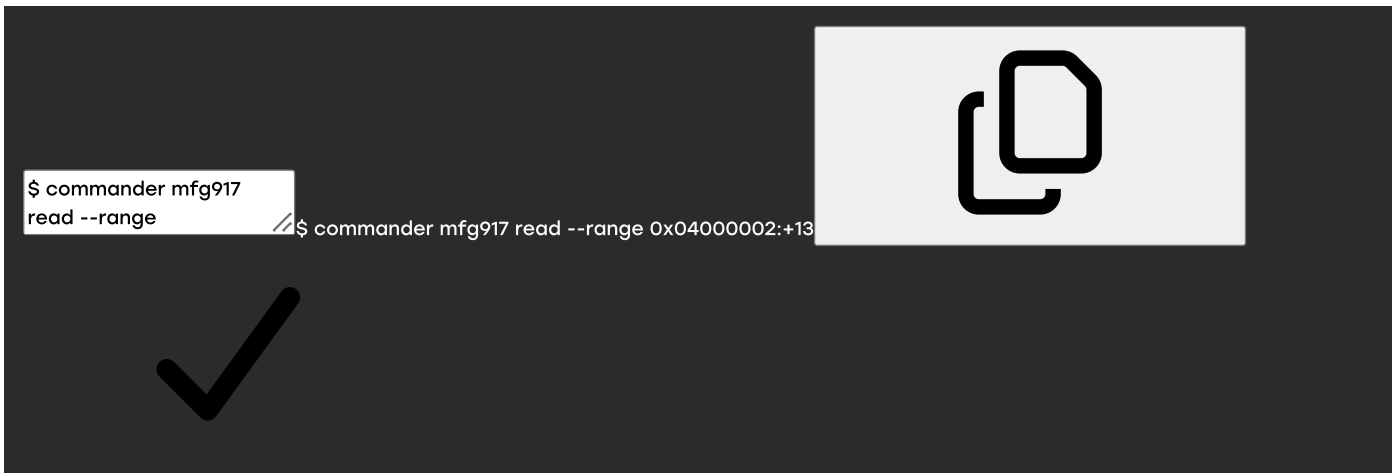 $ commander mfg917
read --range
$ commander mfg917 read --range 0x04000002:+13